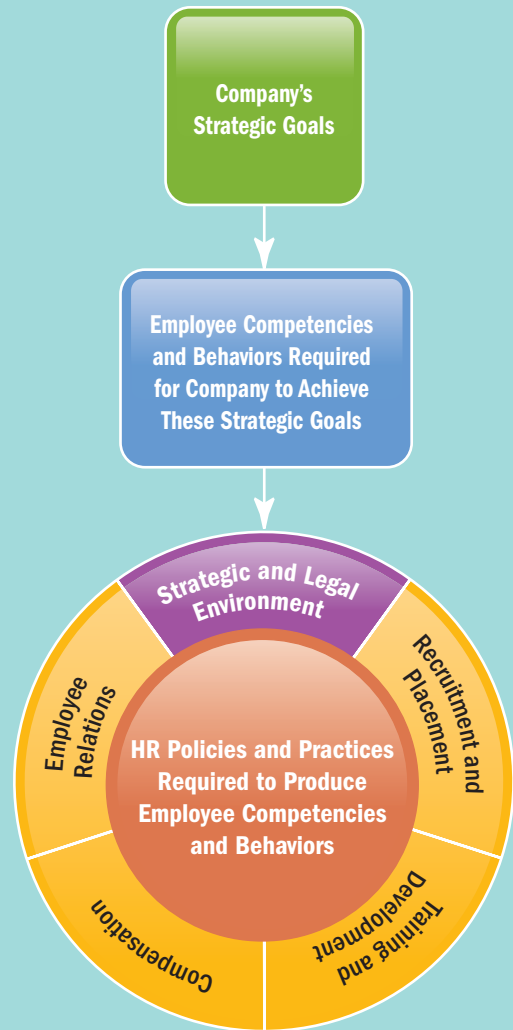 Company's
Strategic Goals
Employee Competencies
and Behaviors Required
for Company to Achieve
These Strategic Goals
Strategic and Legal
Environment
Recruitment and
Placement
Training and
Development
Compensation
Employee
Relations
HR Policies and Practices
Required to Produce
Employee Competencies
and Behaviors